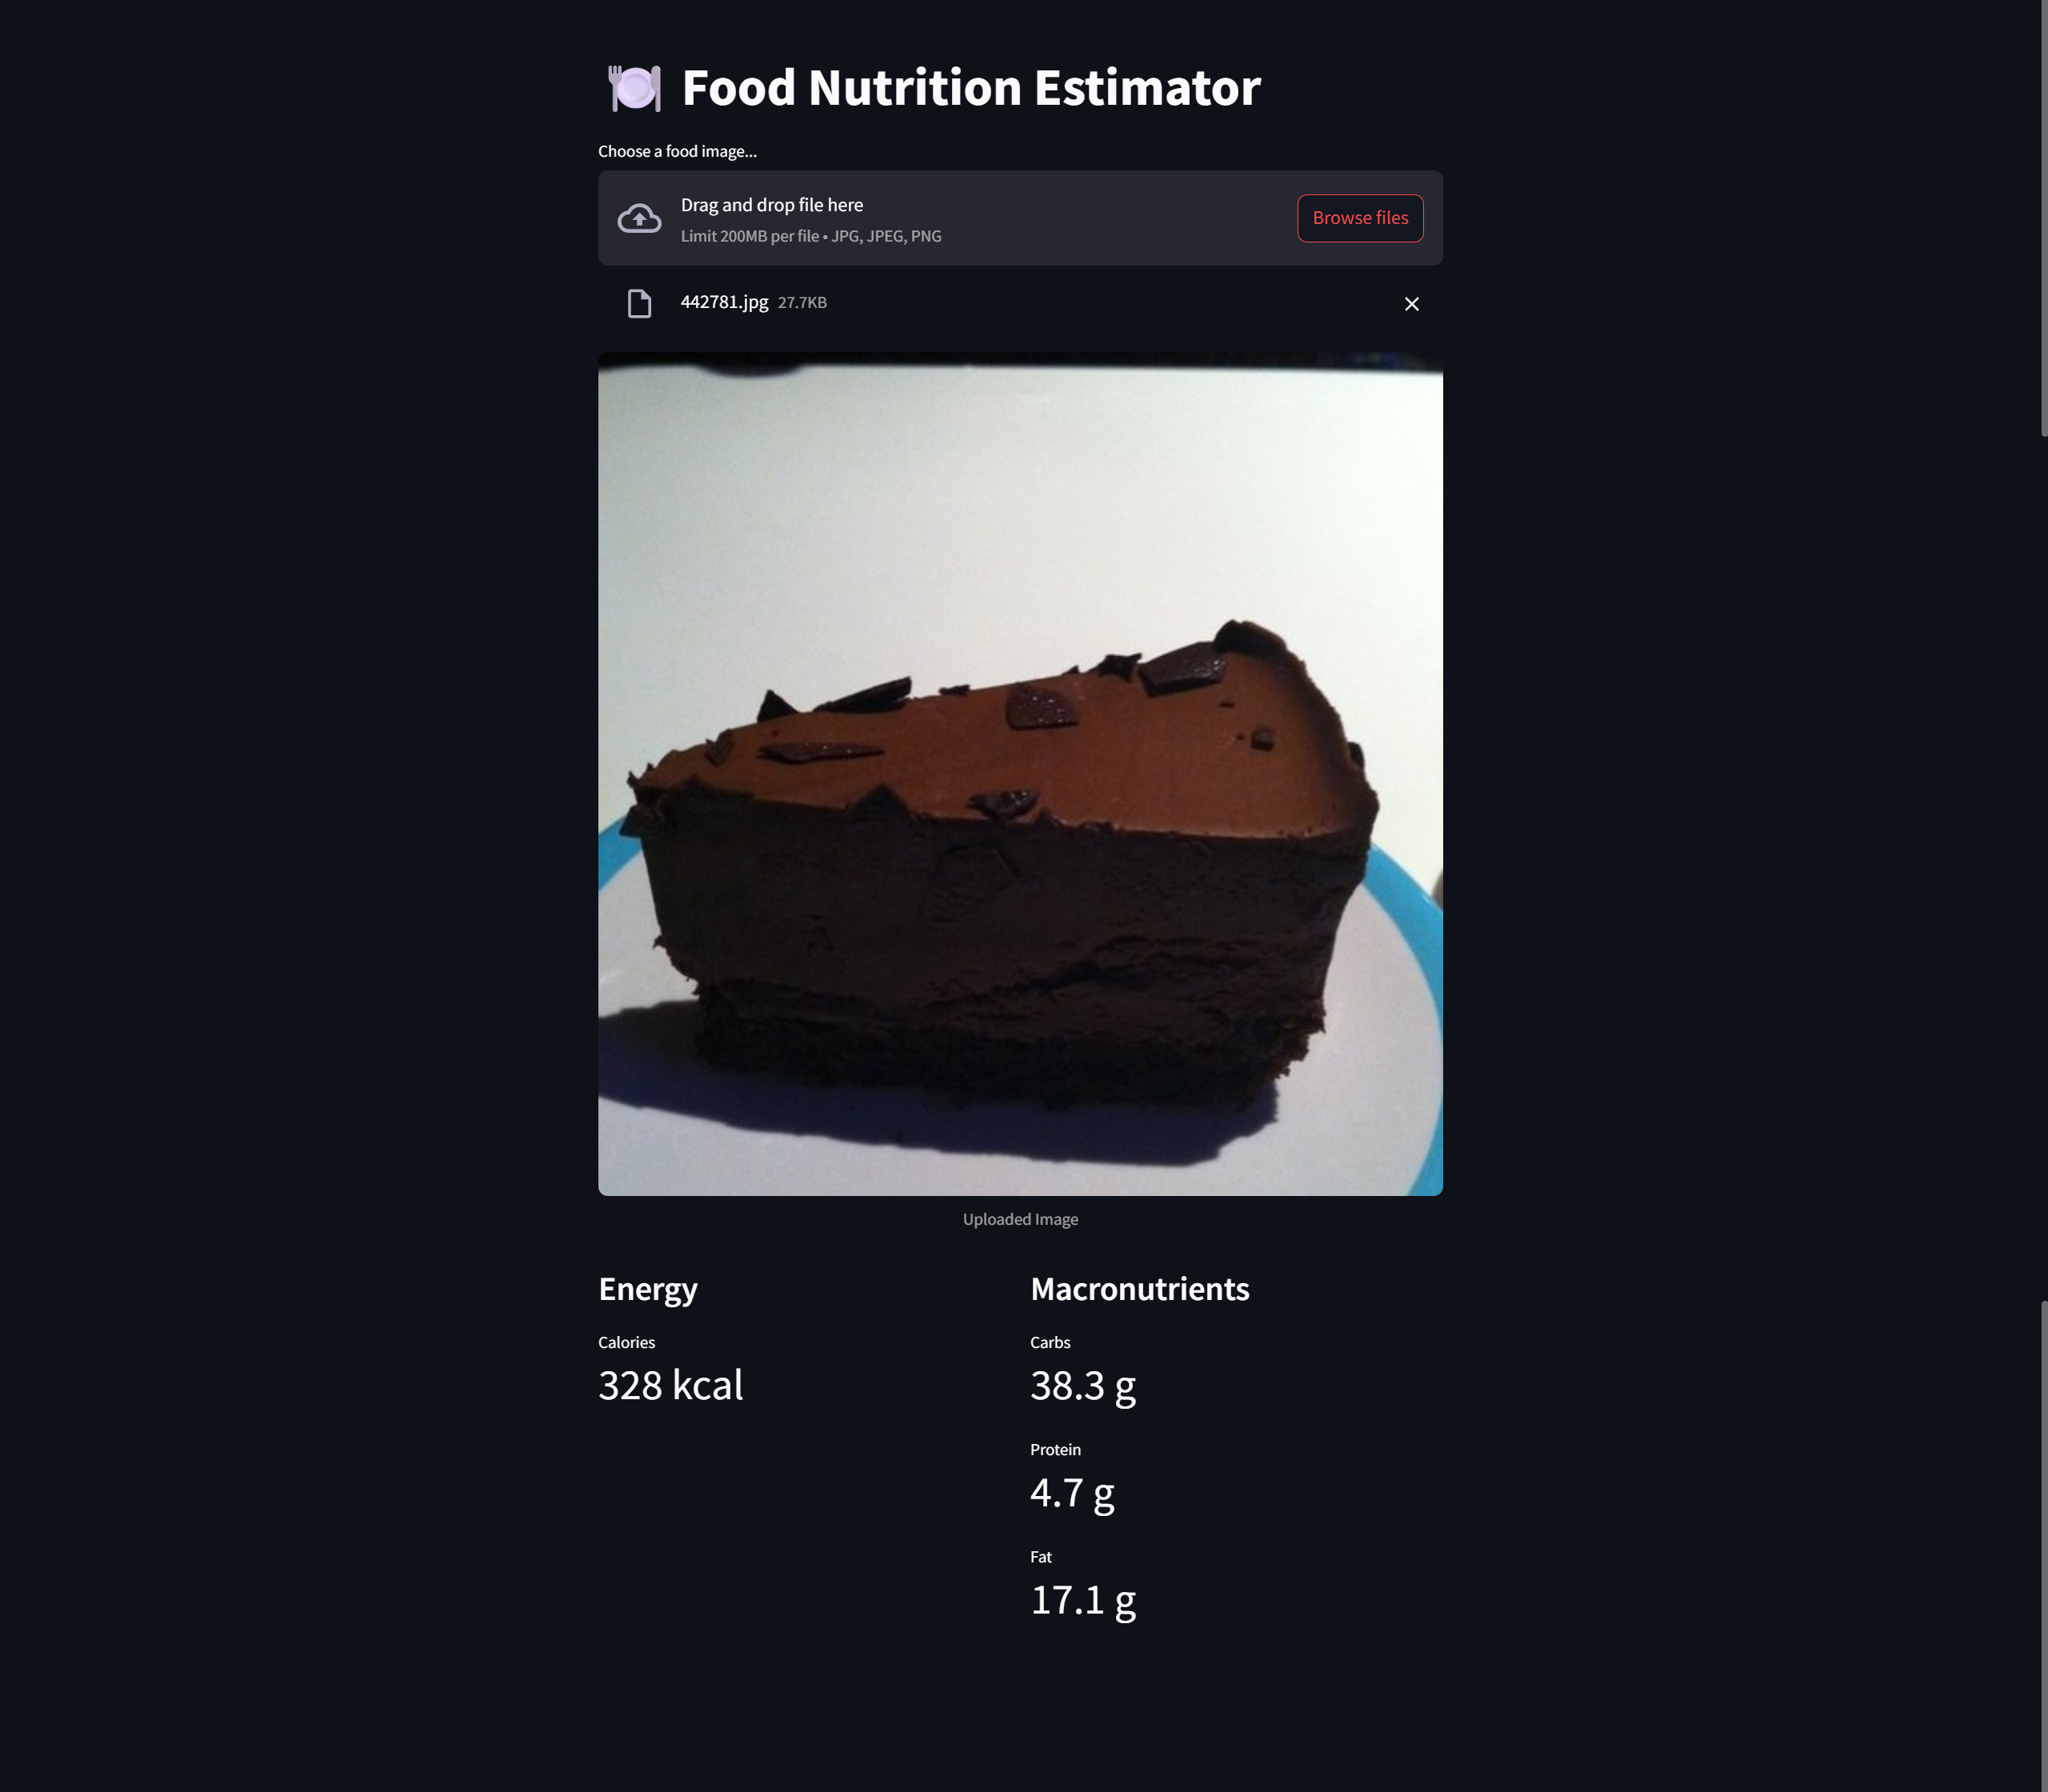 Food Nutrition Estimator
Choose a food image...
Drag and drop file here
Limit 200MB per file • JPG, JPEG, PNG
Browse files
442781.jpg 27.7KB
Uploaded Image
Energy
Calories
328 kcal
Macronutrients
Carbs
38.3 g
Protein
4.7 g
Fat
17.1 g